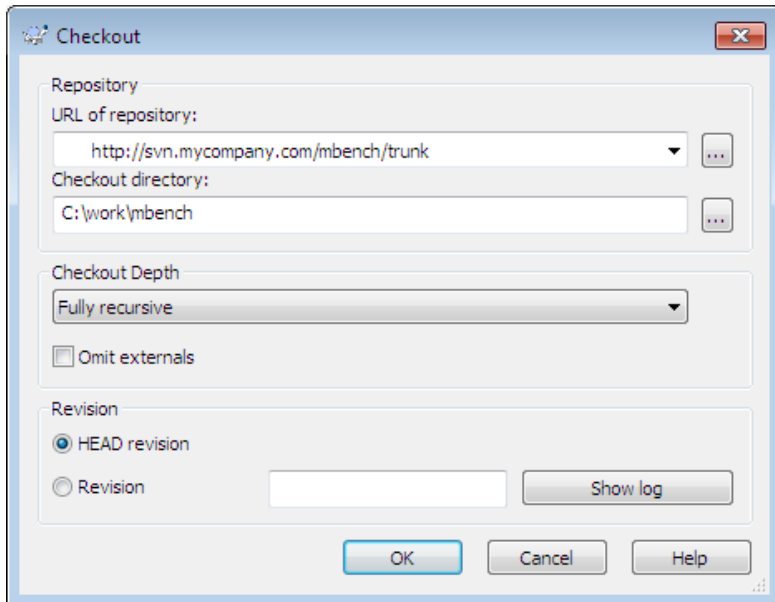 Checkout
Repository
URL of repository:
http://svn.mycompany.com/mbench/trunk
...
Checkout directory:
C:\work\mbench
...
Checkout Depth
Fully recursive
Omit externals
Revision
HEAD revision
Revision
Show log
OK
Cancel
Help